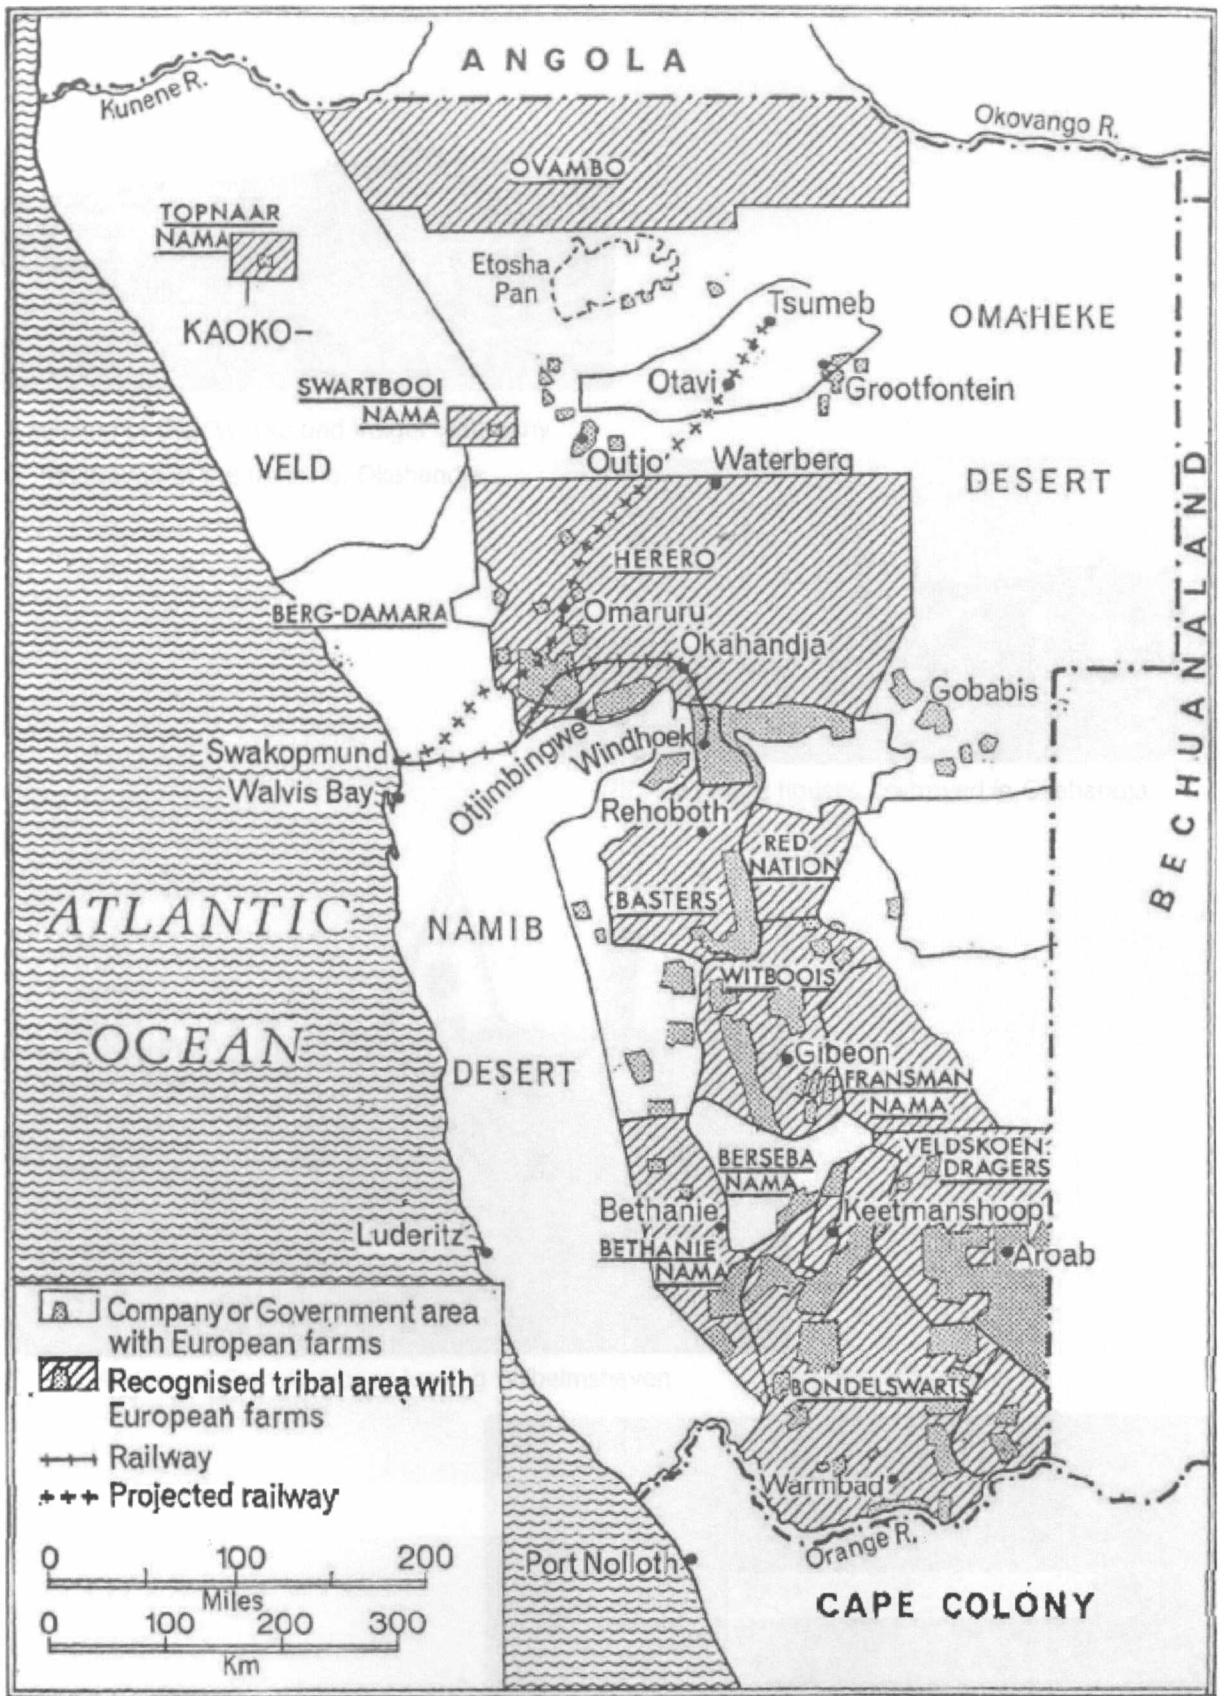 ANGOLA
Kunene R.
Okovango R.
OVAMBO
TOPNAAR
NAMA
Etosha
Pan
Tsumeb
OMAHEKE
KAOKO-
SWARTBOOI
NAMA
Otavi
Grootfontein
VELD
Outjo
Waterberg
DESERT
HERERO
BERG-DAMARA
Omaruru
Okahandja
BECHUANALAND
Gobabis
Swakopmund
Otjimbingwe
Windhoek
Walvis Bay
Rehoboth
RED
NATION
BASTERS
ATLANTIC
NAMIB
WITBOOIS
OCEAN
DESERT
Gibeon
FRANSMAN
NAMA
BERSEBA
NAMA
VELDSKOEN-
DRAGERS
Bethanie
Keetmanshoop
Luderitz
BETHANIE
NAMA
Aroab
Company or Government area
with European farms
Recognised tribal area with
European farms
BONDELSWARTS
Railway
Projected railway
Warmbad
Orange R.
0 100 200
Miles
Port Nolloth
0 100 200 300
Km
CAPE COLONY